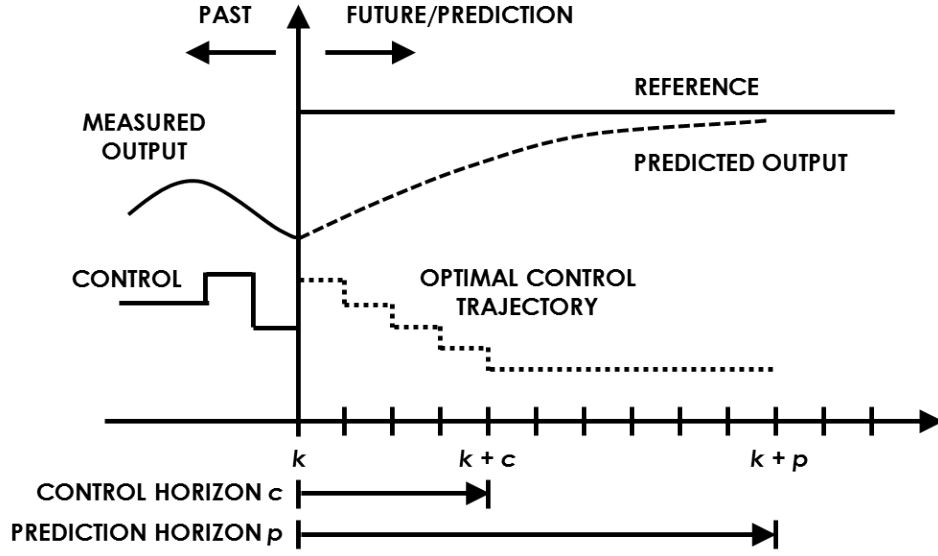 PAST
FUTURE/PREDICTION
REFERENCE
MEASURED
OUTPUT
PREDICTED OUTPUT
CONTROL
OPTIMAL CONTROL
TRAJECTORY
k
k + c
k + p
CONTROL HORIZON c
PREDICTION HORIZON p